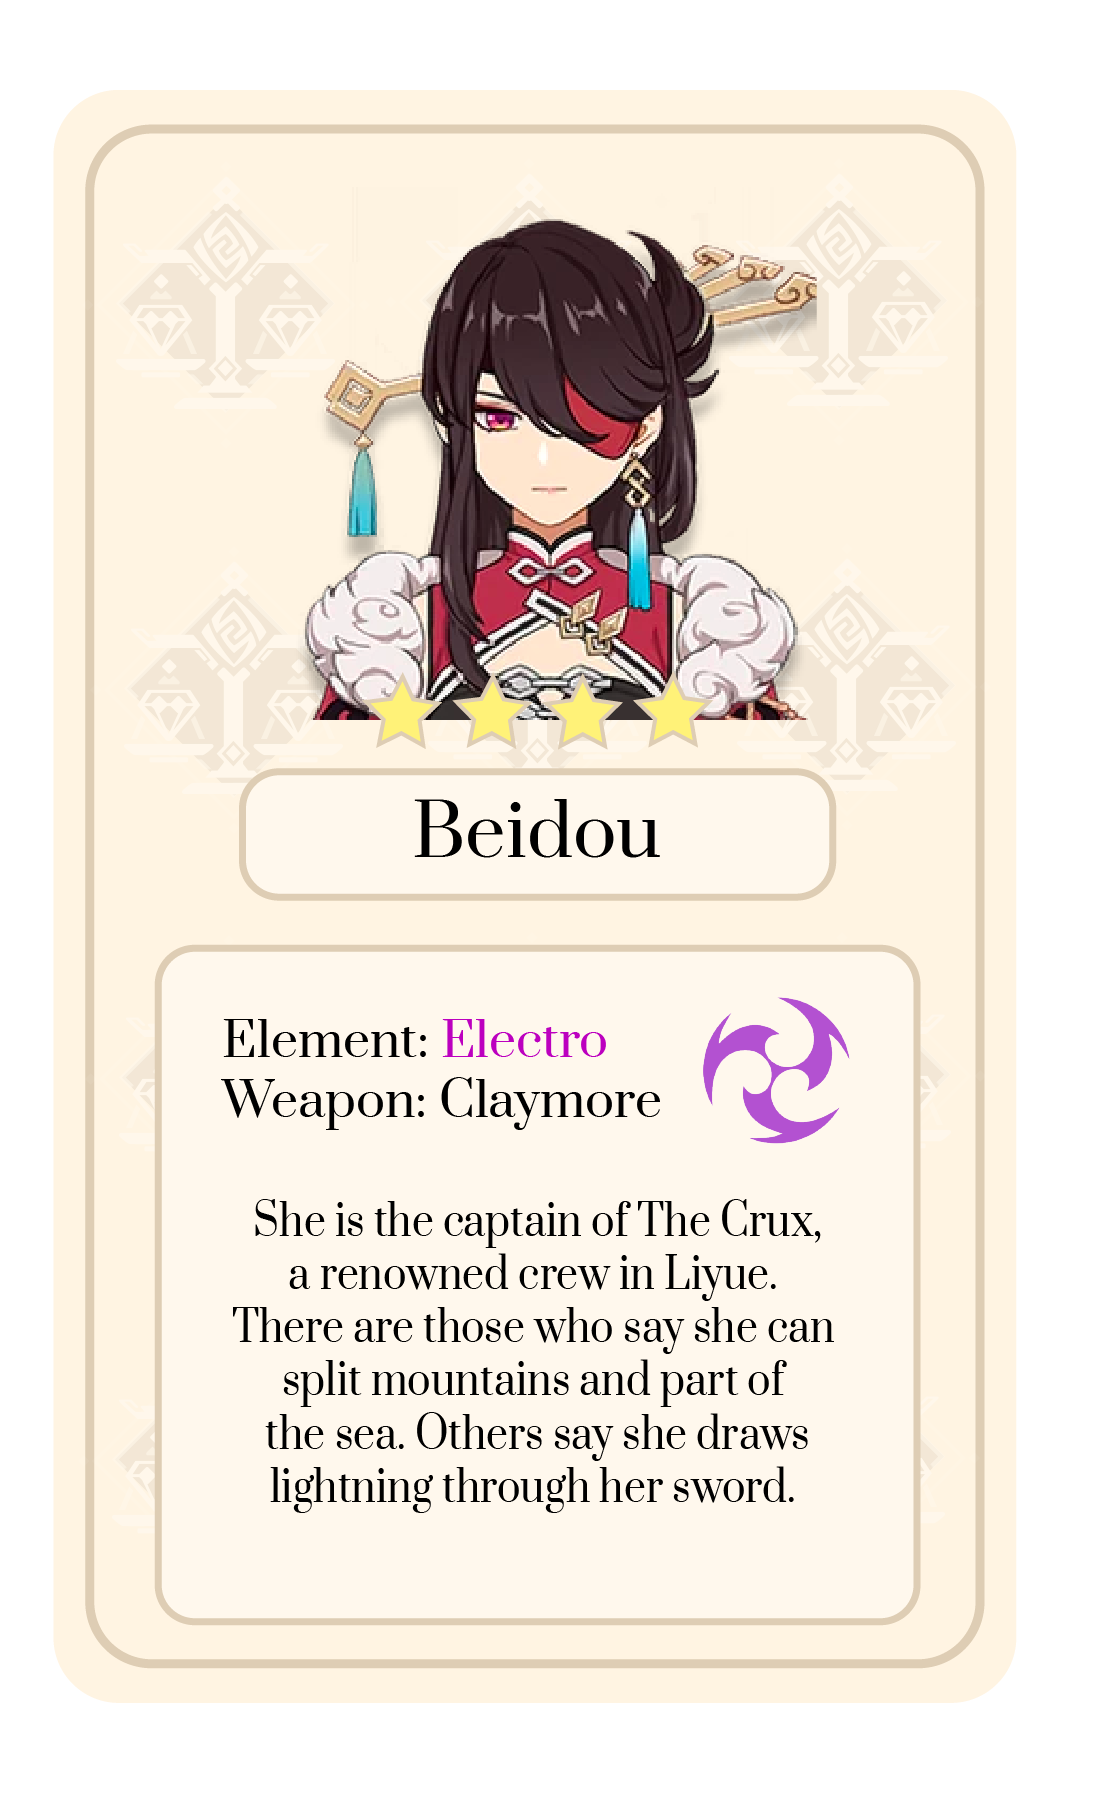 Beidou
Element: Electro
Weapon: Claymore
She is the captain of The Crux,
a renowned crew in Liyue.
There are those who say she can
split mountains and part of
the sea. Others say she draws
lightning through her sword.